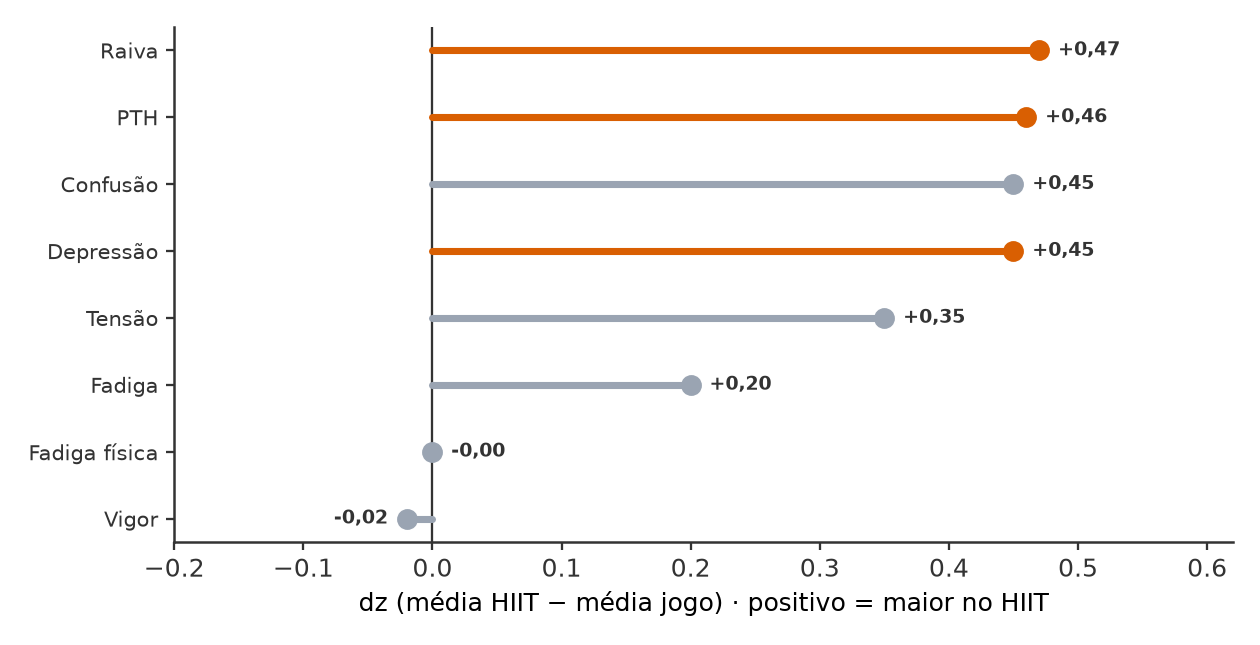 Raiva +0,47
PTH +0,46
Confusão +0,45
Depressão +0,45
Tensão +0,35
Fadiga +0,20
Fadiga física -0,00
Vigor -0,02
−0.2 −0.1 0.0 0.1 0.2 0.3 0.4 0.5 0.6
dz (média HIIT − média jogo) · positivo = maior no HIIT